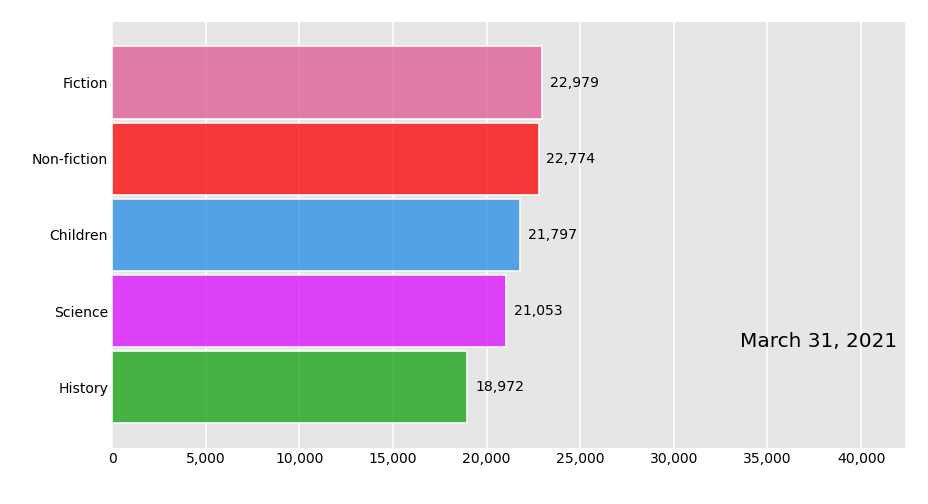 Fiction 22,979
Non-fiction 22,774
Children 21,797
Science 21,053
March 31, 2021
History 18,972
0 5,000 10,000 15,000 20,000 25,000 30,000 35,000 40,000